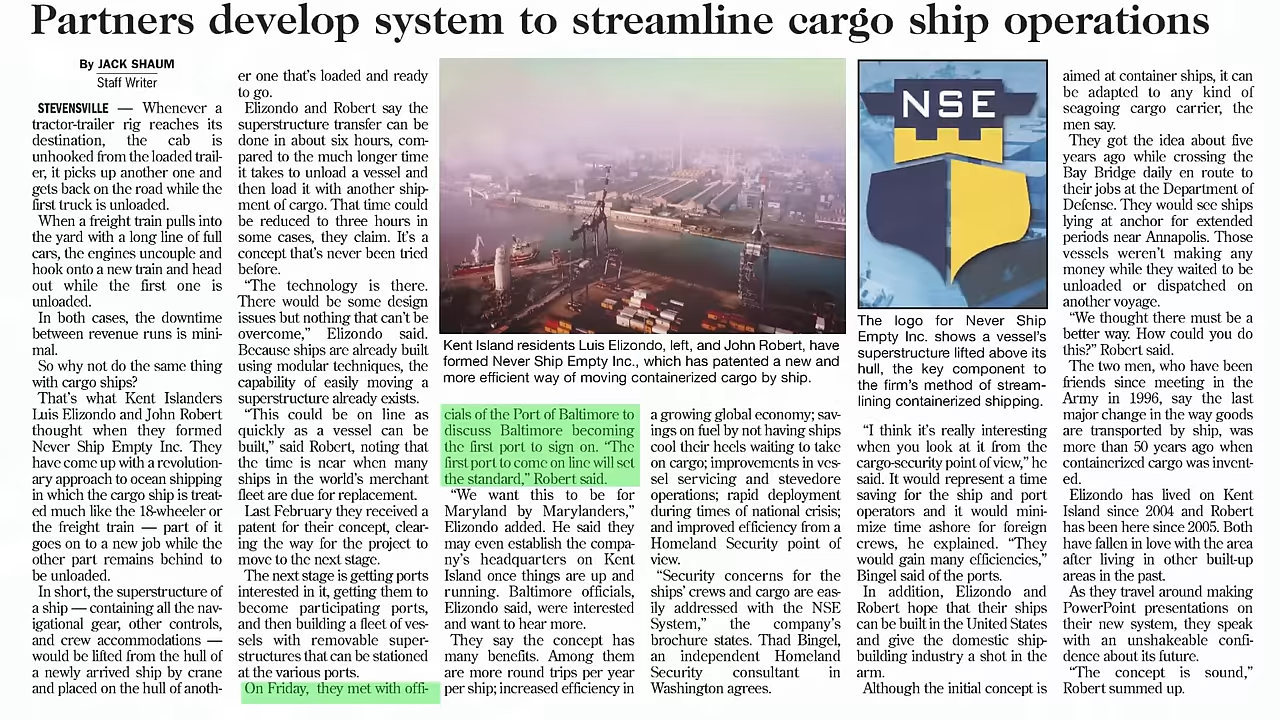 Partners develop system to streamline cargo ship operations
By JACK SHAUM
Staff Writer
STEVENSVILLE — Whenever a
tractor-trailer rig reaches its
destination, the cab is
unhooked from the loaded trail-
er, it picks up another one and
gets back on the road while the
first truck is unloaded.
When a freight train pulls into
the yard with a long line of full
cars, the engines uncouple and
hook onto a new train and head
out while the first one is
unloaded.
In both cases, the downtime
between revenue runs is mini-
mal.
So why not do the same thing
with cargo ships?
That's what Kent Islanders
Luis Elizondo and John Robert
thought when they formed
Never Ship Empty Inc. They
have come up with a revolution-
ary approach to ocean shipping
in which the cargo ship is treat-
ed much like the 18-wheeler or
the freight train — part of it
goes on to a new job while the
other part remains behind to
be unloaded.
In short, the superstructure of
a ship — containing all the nav-
igational gear, other controls,
and crew accommodations —
would be lifted from the hull of
a newly arrived ship by crane
and placed on the hull of anoth-
er one that's loaded and ready
to go.
Elizondo and Robert say the
superstructure transfer can be
done in about six hours, com-
pared to the much longer time
it takes to unload a vessel and
then load it with another ship-
ment of cargo. That time could
be reduced to three hours in
some cases, they claim. It's a
concept that's never been tried
before.
"The technology is there.
There would be some design
issues but nothing that can't be
overcome," Elizondo said.
Because ships are already built
using modular techniques, the
capability of easily moving a
superstructure already exists.
"This could be on line as
quickly as a vessel can be
built," said Robert, noting that
the time is near when many
ships in the world's merchant
fleet are due for replacement.
Last February they received a
patent for their concept, clear-
ing the way for the project to
move to the next stage.
The next stage is getting ports
interested in it, getting them to
become participating ports,
and then building a fleet of ves-
sels with removable super-
structures that can be stationed
at the various ports.
On Friday, they met with offi-
Kent Island residents Luis Elizondo, left, and John Robert, have
formed Never Ship Empty Inc., which has patented a new and
more efficient way of moving containerized cargo by ship.
cials of the Port of Baltimore to
discuss Baltimore becoming
the first port to sign on. "The
first port to come on line will set
the standard," Robert said.
"We want this to be for
Maryland by Marylanders,"
Elizondo added. He said they
may even establish the compa-
ny's headquarters on Kent
Island once things are up and
running. Baltimore officials,
Elizondo said, were interested
and want to hear more.
They say the concept has
many benefits. Among them
are more round trips per year
per ship; increased efficiency in
a growing global economy; sav-
ings on fuel by not having ships
cool their heels waiting to take
on cargo; improvements in ves-
sel servicing and stevedore
operations; rapid deployment
during times of national crisis;
and improved efficiency from a
Homeland Security point of
view.
"Security concerns for the
ships' crews and cargo are eas-
ily addressed with the NSE
System," the company's
brochure states. Thad Bingel,
an independent Homeland
Security consultant in
Washington agrees.
NSE
The logo for Never Ship
Empty Inc. shows a vessel's
superstructure lifted above its
hull, the key component to
the firm's method of stream-
lining containerized shipping.
"I think it's really interesting
when you look at it from the
cargo-security point of view," he
said. It would represent a time
saving for the ship and port
operators and it would mini-
mize time ashore for foreign
crews, he explained. "They
would gain many efficiencies,"
Bingel said of the ports.
In addition, Elizondo and
Robert hope that their ships
can be built in the United States
and give the domestic ship-
building industry a shot in the
arm.
Although the initial concept is
aimed at container ships, it can
be adapted to any kind of
seagoing cargo carrier, the
men say.
They got the idea about five
years ago while crossing the
Bay Bridge daily en route to
their jobs at the Department of
Defense. They would see ships
lying at anchor for extended
periods near Annapolis. Those
vessels weren't making any
money while they waited to be
unloaded or dispatched on
another voyage.
"We thought there must be a
better way. How could you do
this?" Robert said.
The two men, who have been
friends since meeting in the
Army in 1996, say the last
major change in the way goods
are transported by ship, was
more than 50 years ago when
containerized cargo was invent-
ed.
Elizondo has lived on Kent
Island since 2004 and Robert
has been here since 2005. Both
have fallen in love with the area
after living in other built-up
areas in the past.
As they travel around making
PowerPoint presentations on
their new system, they speak
with an unshakeable confi-
dence about its future.
"The concept is sound,"
Robert summed up.